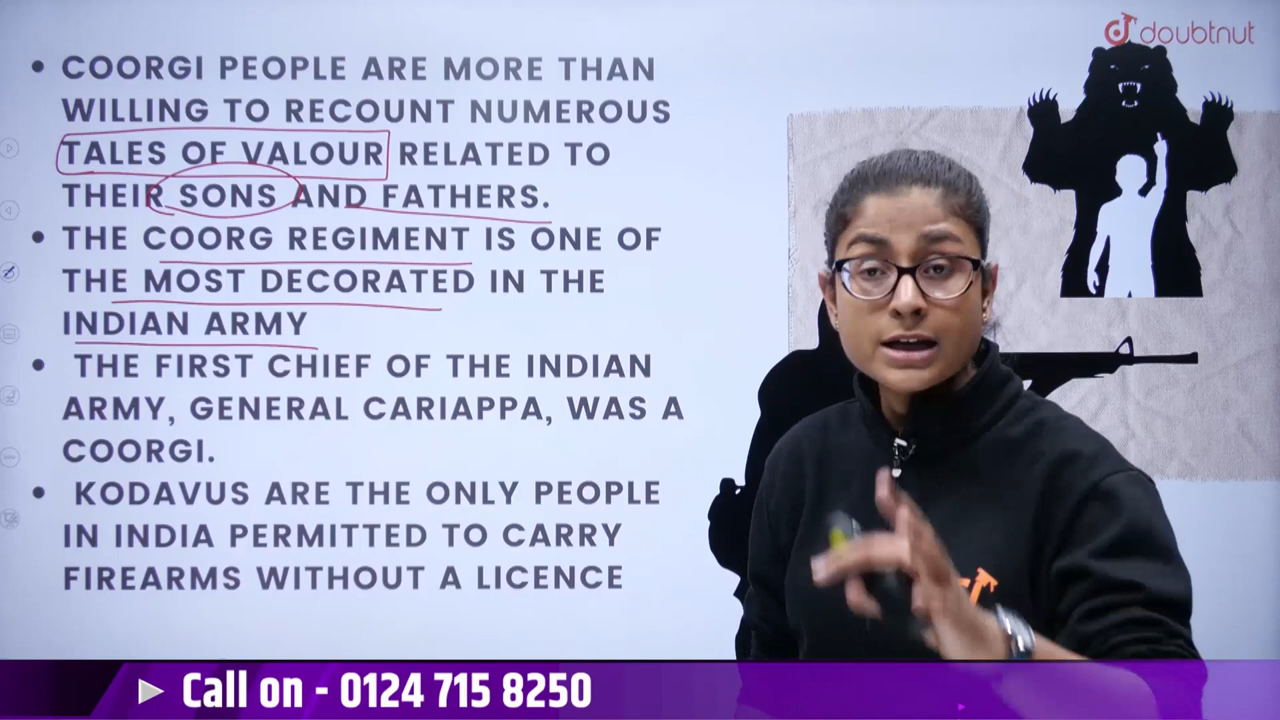 doubtnut
• COORGI PEOPLE ARE MORE THAN
WILLING TO RECOUNT NUMEROUS
TALES OF VALOUR RELATED TO
THEIR SONS AND FATHERS.
• THE COORG REGIMENT IS ONE OF
THE MOST DECORATED IN THE
INDIAN ARMY
• THE FIRST CHIEF OF THE INDIAN
ARMY, GENERAL CARIAPPA, WAS A
COORGI.
• KODAVUS ARE THE ONLY PEOPLE
IN INDIA PERMITTED TO CARRY
FIREARMS WITHOUT A LICENCE
Call on - 0124 715 8250